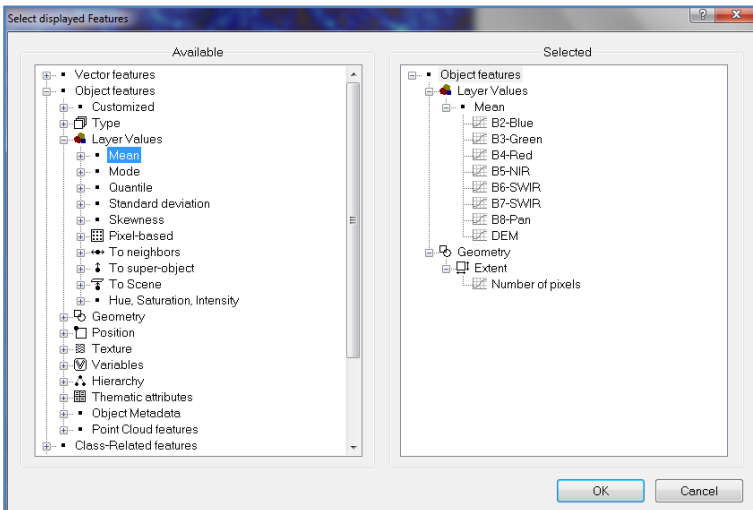 Select displayed Features
Available
Vector features
Object features
Customized
Type
Layer Values
Mean
Mode
Quantile
Standard deviation
Skewness
Pixel-based
To neighbors
To super-object
To Scene
Hue, Saturation, Intensity
Geometry
Position
Texture
Variables
Hierarchy
Thematic attributes
Object Metadata
Point Cloud features
Class-Related features
Selected
Object features
Layer Values
Mean
B2-Blue
B3-Green
B4-Red
B5-NIR
B6-SWIR
B7-SWIR
B8-Pan
DEM
Geometry
Extent
Number of pixels
OK
Cancel